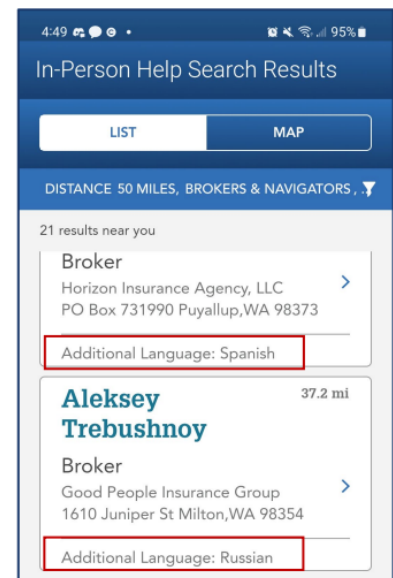 4:49
95%
In-Person Help Search Results
LIST
MAP
DISTANCE 50 MILES, BROKERS & NAVIGATORS , .
21 results near you
Broker
Horizon Insurance Agency, LLC
PO Box 731990 Puyallup,WA 98373
Additional Language: Spanish
Aleksey
Trebushnoy
37.2 mi
Broker
Good People Insurance Group
1610 Juniper St Milton,WA 98354
Additional Language: Russian